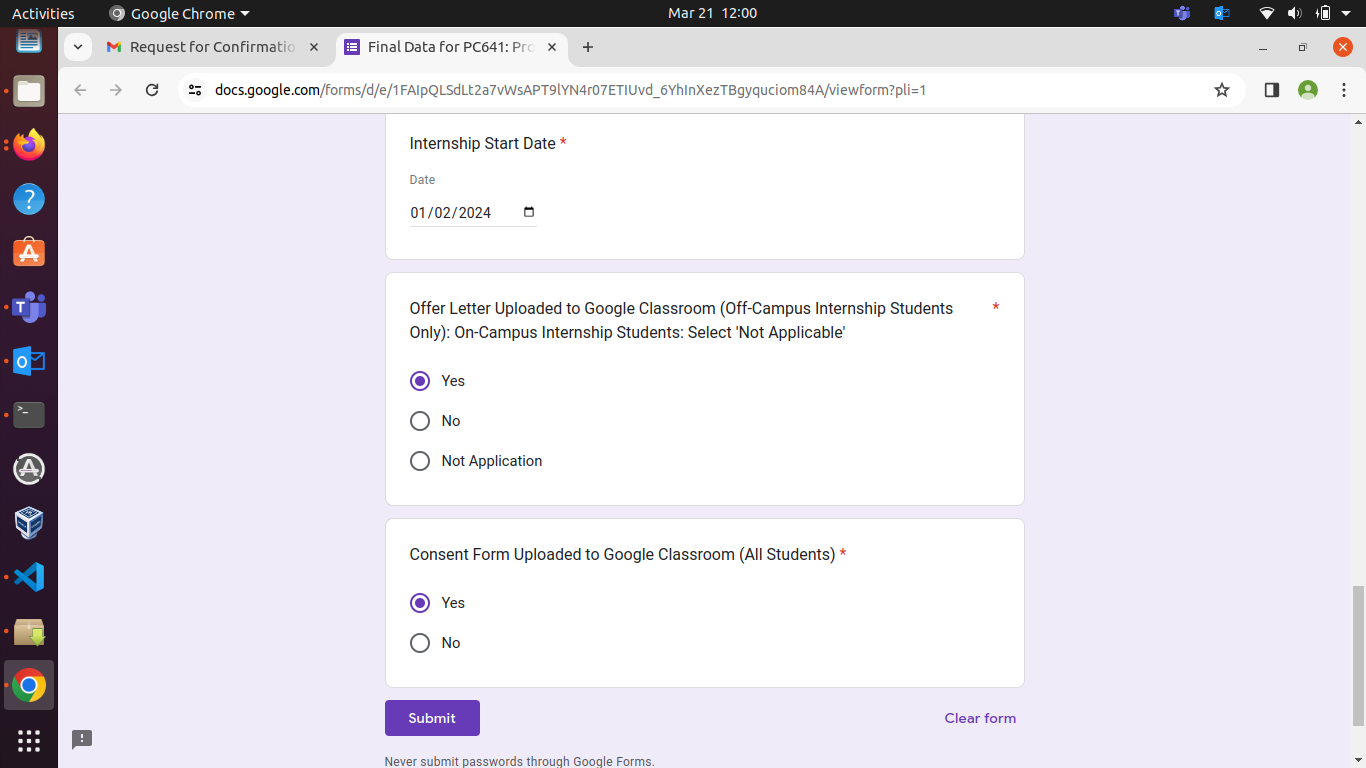 Activities
Google Chrome
Mar 21 12:00
Request for Confirmatio
Final Data for PC641: Pro
docs.google.com/forms/d/e/1FAIpQLSdLt2a7vWsAPT9lYN4r07ETIUvd_6YhInXezTBgyquciom84A/viewform?pli=1
Internship Start Date *
Date
01/02/2024
Offer Letter Uploaded to Google Classroom (Off-Campus Internship Students *
Only): On-Campus Internship Students: Select 'Not Applicable'
Yes
No
Not Application
Consent Form Uploaded to Google Classroom (All Students) *
Yes
No
Submit
Clear form
Never submit passwords through Google Forms.